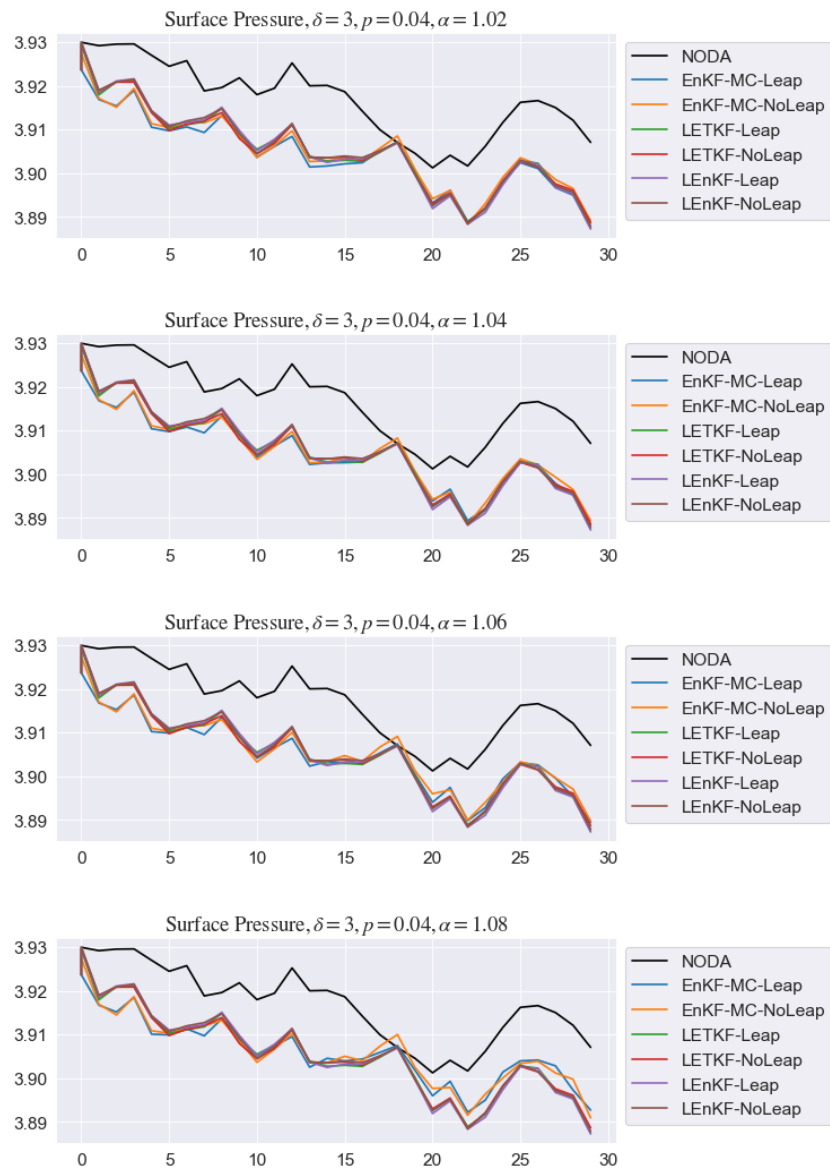 Surface Pressure, δ = 3, p = 0.04, α = 1.02
3.93
3.92
3.91
3.90
3.89
0 5 10 15 20 25 30
NODA
EnKF-MC-Leap
EnKF-MC-NoLeap
LETKF-Leap
LETKF-NoLeap
LEnKF-Leap
LEnKF-NoLeap
Surface Pressure, δ = 3, p = 0.04, α = 1.04
3.93
3.92
3.91
3.90
3.89
0 5 10 15 20 25 30
NODA
EnKF-MC-Leap
EnKF-MC-NoLeap
LETKF-Leap
LETKF-NoLeap
LEnKF-Leap
LEnKF-NoLeap
Surface Pressure, δ = 3, p = 0.04, α = 1.06
3.93
3.92
3.91
3.90
3.89
0 5 10 15 20 25 30
NODA
EnKF-MC-Leap
EnKF-MC-NoLeap
LETKF-Leap
LETKF-NoLeap
LEnKF-Leap
LEnKF-NoLeap
Surface Pressure, δ = 3, p = 0.04, α = 1.08
3.93
3.92
3.91
3.90
3.89
0 5 10 15 20 25 30
NODA
EnKF-MC-Leap
EnKF-MC-NoLeap
LETKF-Leap
LETKF-NoLeap
LEnKF-Leap
LEnKF-NoLeap